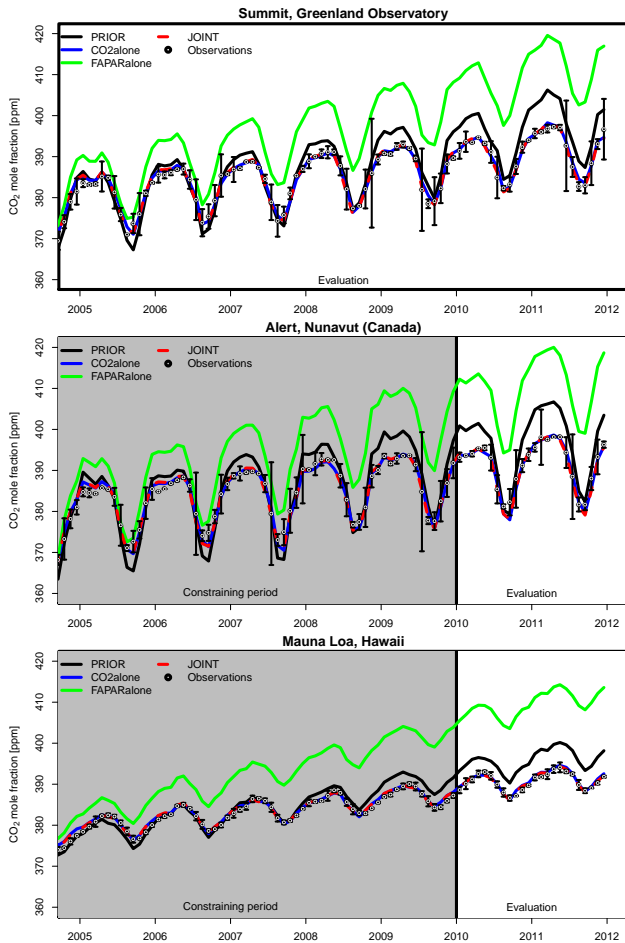 Summit, Greenland Observatory
PRIOR
CO2alone
FAPARalone
JOINT
Observations
CO₂ mole fraction [ppm]
420
410
400
390
380
370
360
Evaluation
2005 2006 2007 2008 2009 2010 2011 2012
Alert, Nunavut (Canada)
PRIOR
CO2alone
FAPARalone
JOINT
Observations
CO₂ mole fraction [ppm]
420
410
400
390
380
370
360
Constraining period
Evaluation
2005 2006 2007 2008 2009 2010 2011 2012
Mauna Loa, Hawaii
PRIOR
CO2alone
FAPARalone
JOINT
Observations
CO₂ mole fraction [ppm]
420
410
400
390
380
370
360
Constraining period
Evaluation
2005 2006 2007 2008 2009 2010 2011 2012